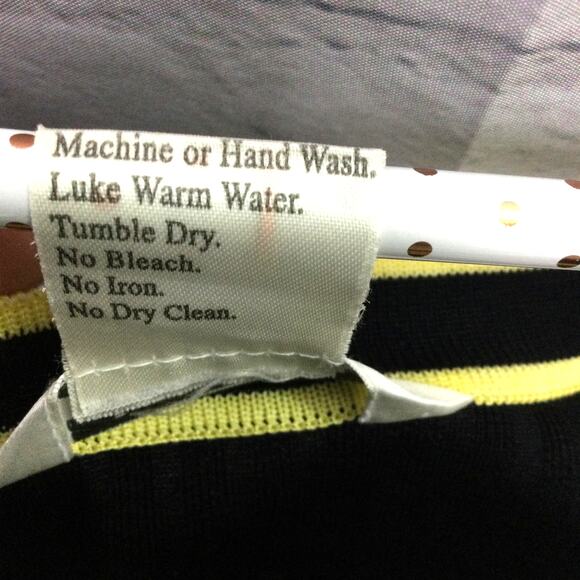 Machine or Hand Wash.
Luke Warm Water.
Tumble Dry.
No Bleach.
No Iron.
No Dry Clean.